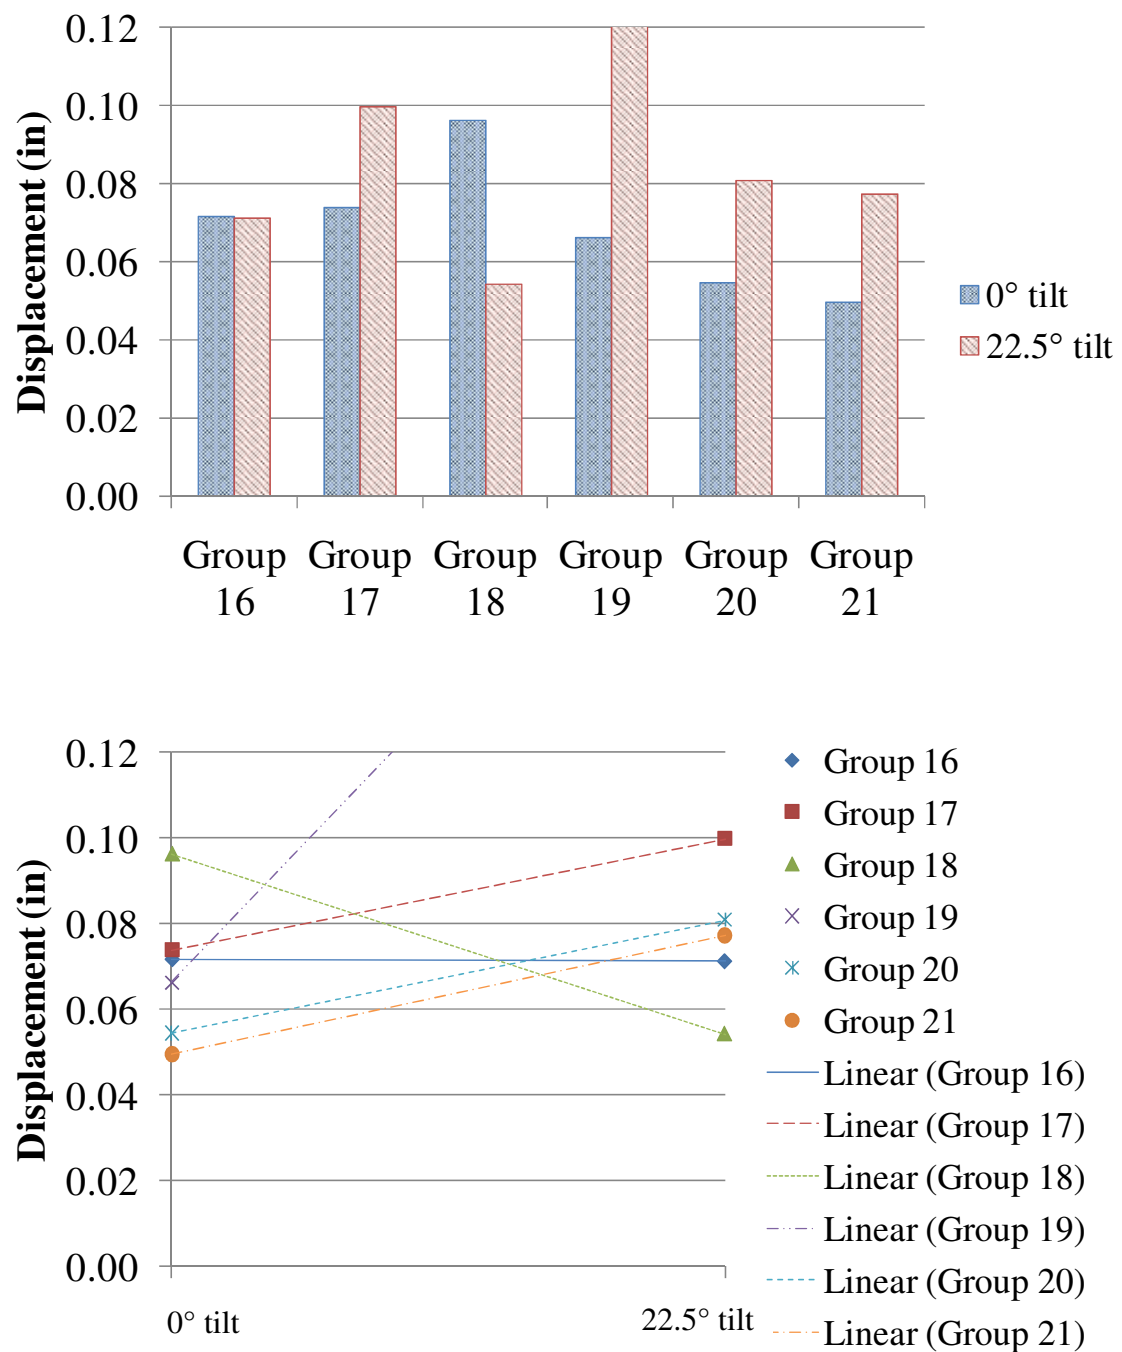 0.12
0.10
0.08
0.06
0.04
0.02
0.00
Displacement (in)
Group 16
Group 17
Group 18
Group 19
Group 20
Group 21
0° tilt
22.5° tilt
0.12
0.10
0.08
0.06
0.04
0.02
0.00
Displacement (in)
0° tilt
22.5° tilt
Group 16
Group 17
Group 18
Group 19
Group 20
Group 21
Linear (Group 16)
Linear (Group 17)
Linear (Group 18)
Linear (Group 19)
Linear (Group 20)
Linear (Group 21)